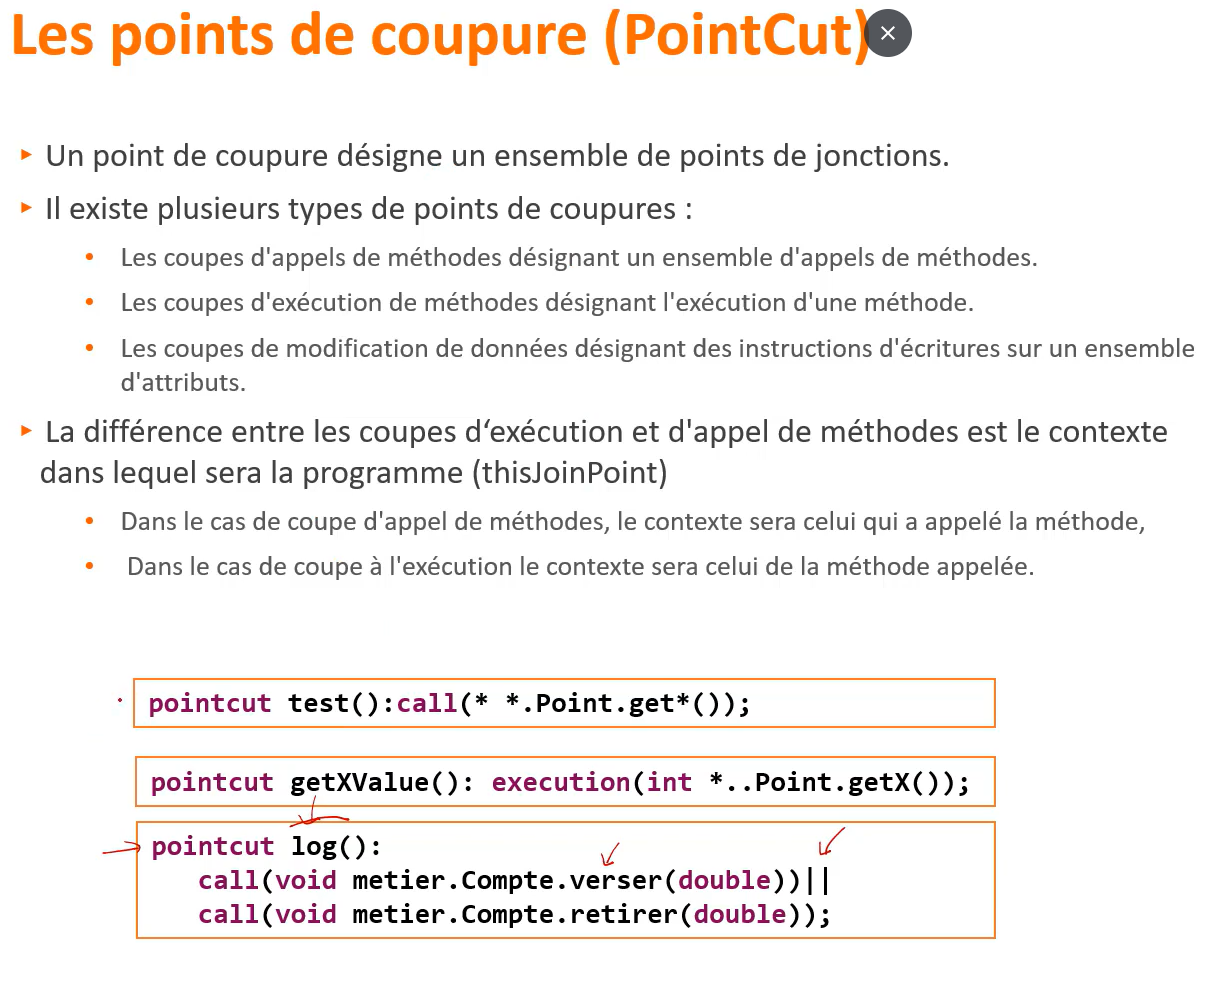 Les points de coupure (PointCut)
Un point de coupure désigne un ensemble de points de jonctions.
Il existe plusieurs types de points de coupures :
Les coupes d'appels de méthodes désignant un ensemble d'appels de méthodes.
Les coupes d'exécution de méthodes désignant l'exécution d'une méthode.
Les coupes de modification de données désignant des instructions d'écritures sur un ensemble
d'attributs.
La différence entre les coupes d‘exécution et d'appel de méthodes est le contexte
dans lequel sera la programme (thisJoinPoint)
Dans le cas de coupe d'appel de méthodes, le contexte sera celui qui a appelé la méthode,
Dans le cas de coupe à l'exécution le contexte sera celui de la méthode appelée.
pointcut test():call(* *.Point.get*());
pointcut getXValue(): execution(int *..Point.getX());
pointcut log():
call(void metier.Compte.verser(double))||
call(void metier.Compte.retirer(double));